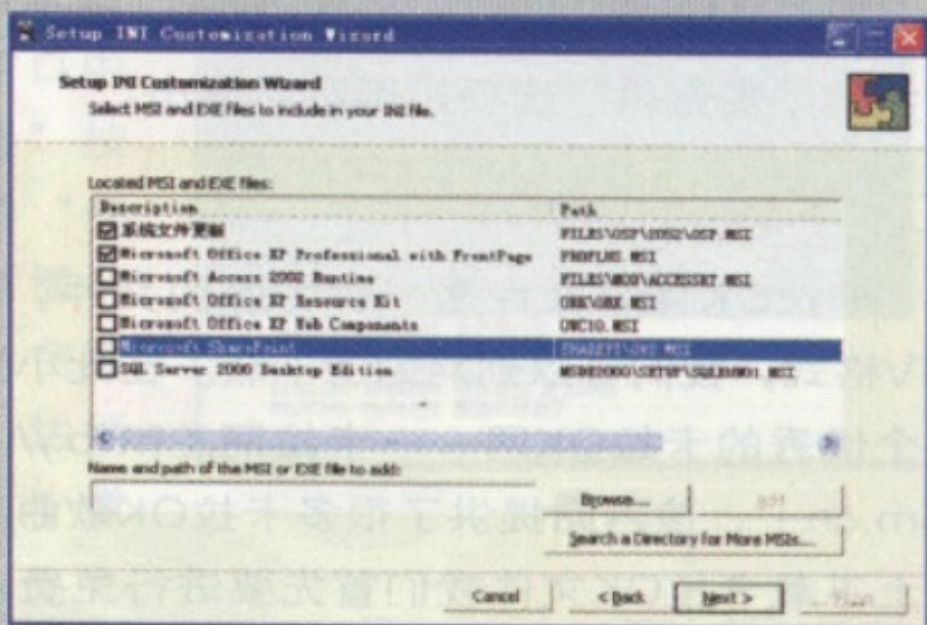 Setup INI Customization Wizard
Setup INI Customization Wizard
Select MSI and EXE files to include in your INI file.
Located MSI and EXE files:
Description Path
系统文件更新 FILES\OSP\2052\OSP.MSI
Microsoft Office XP Professional with FrontPage PROPLUS.MSI
Microsoft Access 2002 Runtime FILES\MOD\ACCESSRT.MSI
Microsoft Office XP Resource Kit ORK\ORK.MSI
Microsoft Office XP Web Components OWC10.MSI
Microsoft SharePoint
SQL Server 2000 Desktop Edition
Name and path of the MSI or EXE file to add:
Browse... Add
Search a Directory for More MSIs...
Cancel < Back Next > Finish